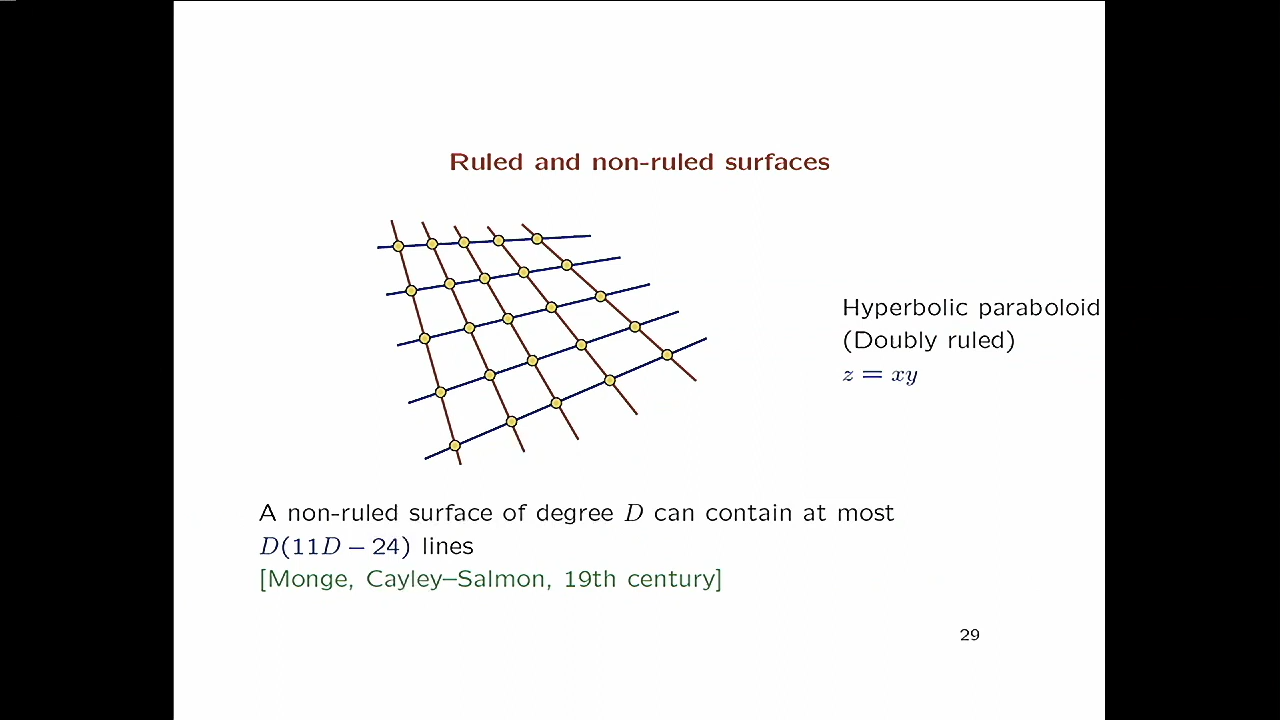 Ruled and non-ruled surfaces
Hyperbolic paraboloid
(Doubly ruled)
z = xy
A non-ruled surface of degree D can contain at most
D(11D − 24) lines
[Monge, Cayley–Salmon, 19th century]
29